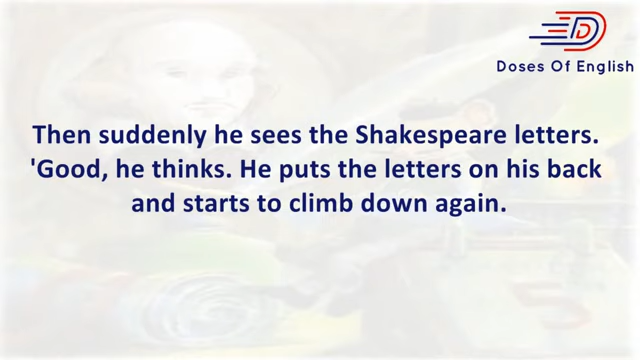 Doses Of English
Then suddenly he sees the Shakespeare letters.
'Good, he thinks. He puts the letters on his back
and starts to climb down again.